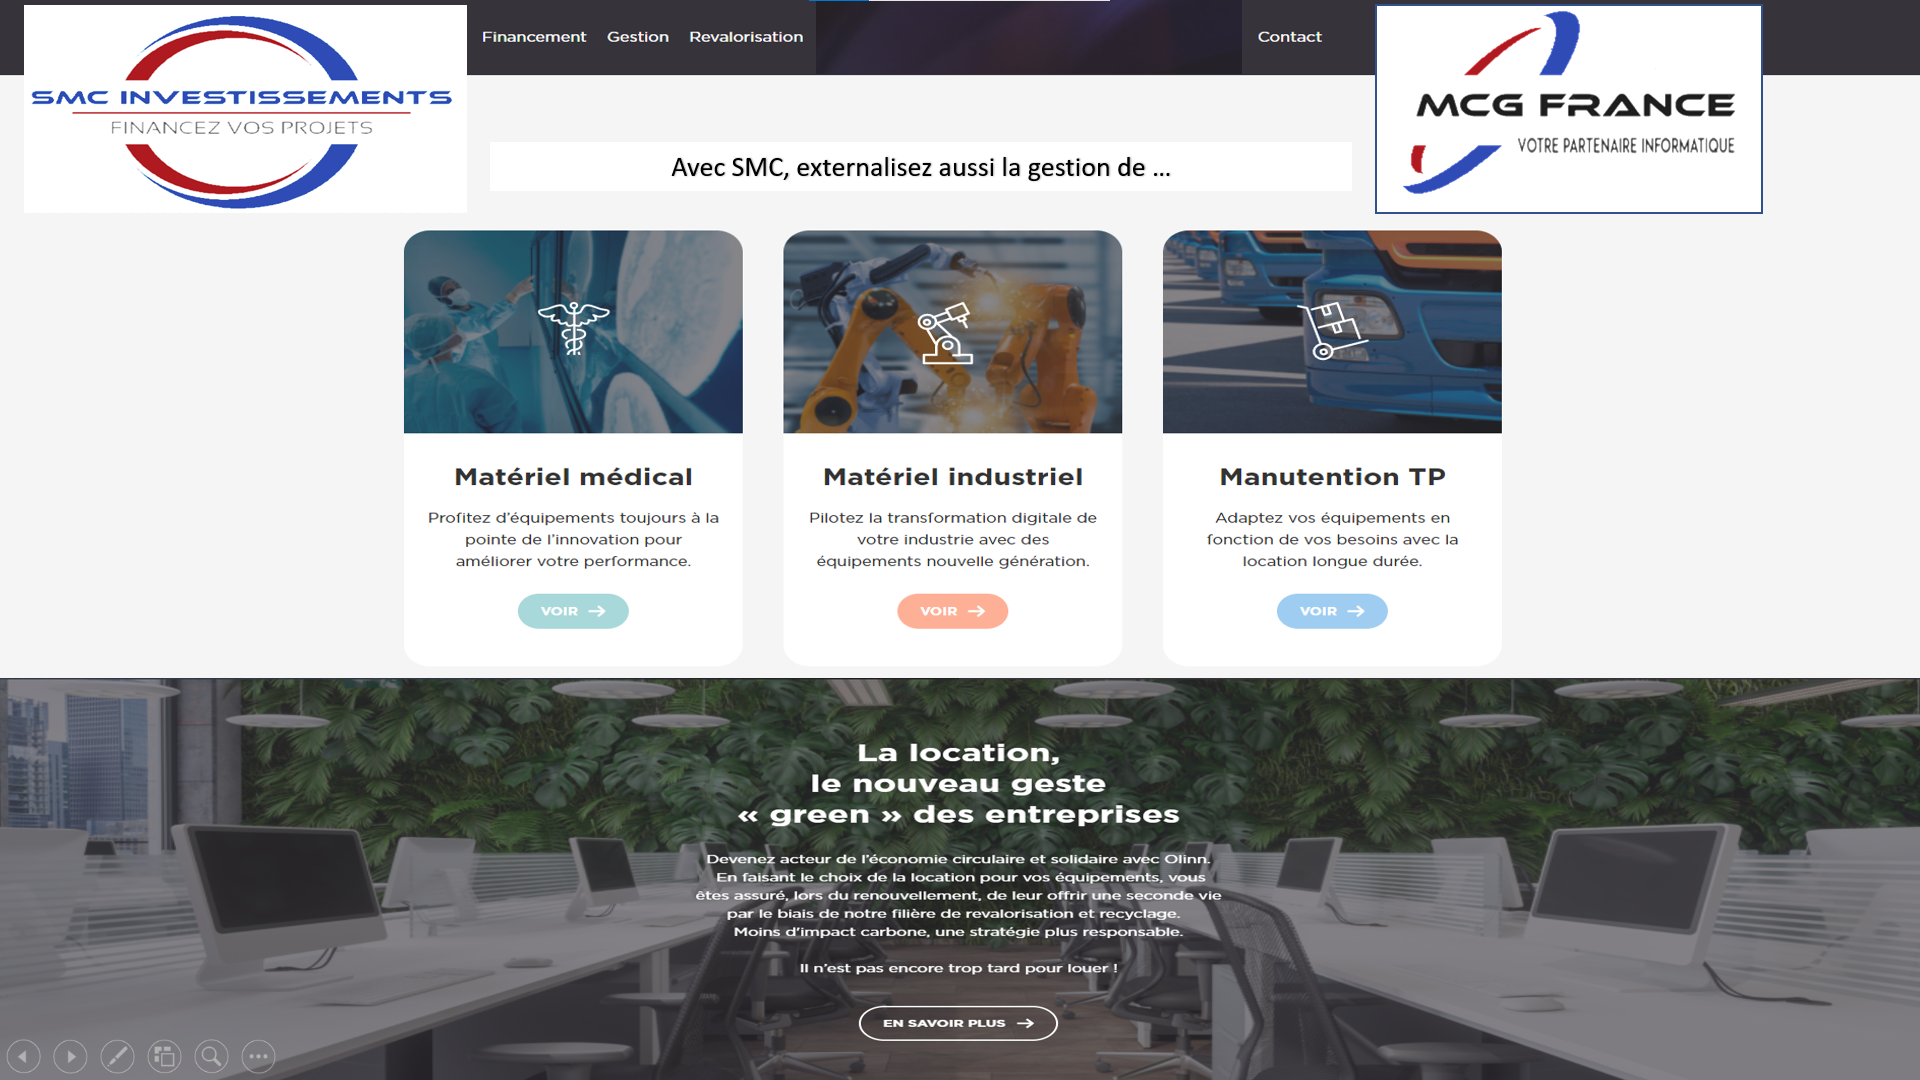 SMC INVESTISSEMENTS
FINANCEZ VOS PROJETS
Financement Gestion Revalorisation Contact
MCG FRANCE
VOTRE PARTENAIRE INFORMATIQUE
Avec SMC, externalisez aussi la gestion de ...
Matériel médical
Profitez d’équipements toujours à la
pointe de l’innovation pour
améliorer votre performance.
VOIR →
Matériel industriel
Pilotez la transformation digitale de
votre industrie avec des
équipements nouvelle génération.
VOIR →
Manutention TP
Adaptez vos équipements en
fonction de vos besoins avec la
location longue durée.
VOIR →
La location,
le nouveau geste
« green » des entreprises
Devenez acteur de l’économie circulaire et solidaire avec Olinn.
En faisant le choix de la location pour vos équipements, vous
êtes assuré, lors du renouvellement, de leur offrir une seconde vie
par le biais de notre filière de revalorisation et recyclage.
Moins d’impact carbone, une stratégie plus responsable.
Il n’est pas encore trop tard pour louer !
EN SAVOIR PLUS →